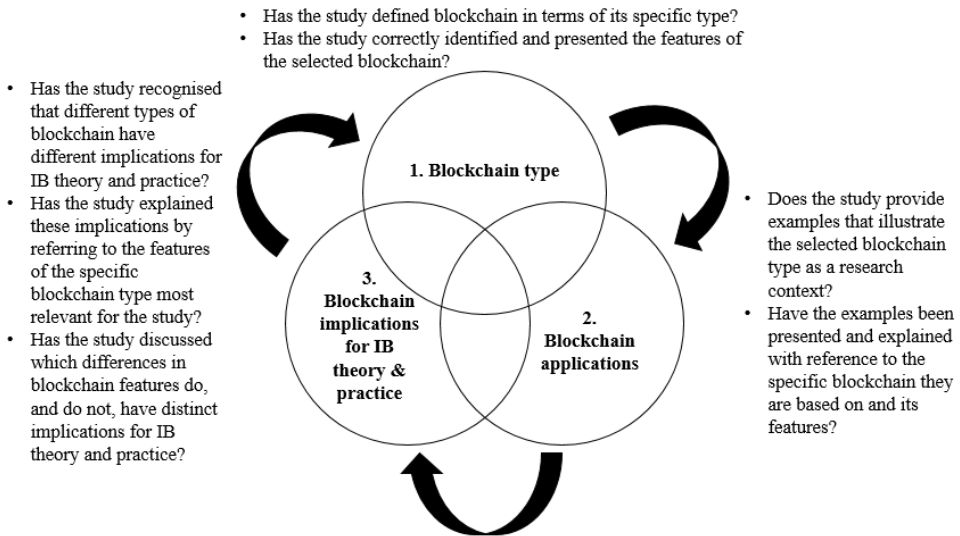 • Has the study defined blockchain in terms of its specific type?
• Has the study correctly identified and presented the features of
the selected blockchain?
1. Blockchain type
• Does the study provide
examples that illustrate
the selected blockchain
type as a research
context?
• Have the examples been
presented and explained
with reference to the
specific blockchain they
are based on and its
features?
2.
Blockchain
applications
3.
Blockchain
implications
for IB
theory &
practice
• Has the study recognised
that different types of
blockchain have
different implications for
IB theory and practice?
• Has the study explained
these implications by
referring to the features
of the specific
blockchain type most
relevant for the study?
• Has the study discussed
which differences in
blockchain features do,
and do not, have distinct
implications for IB
theory and practice?